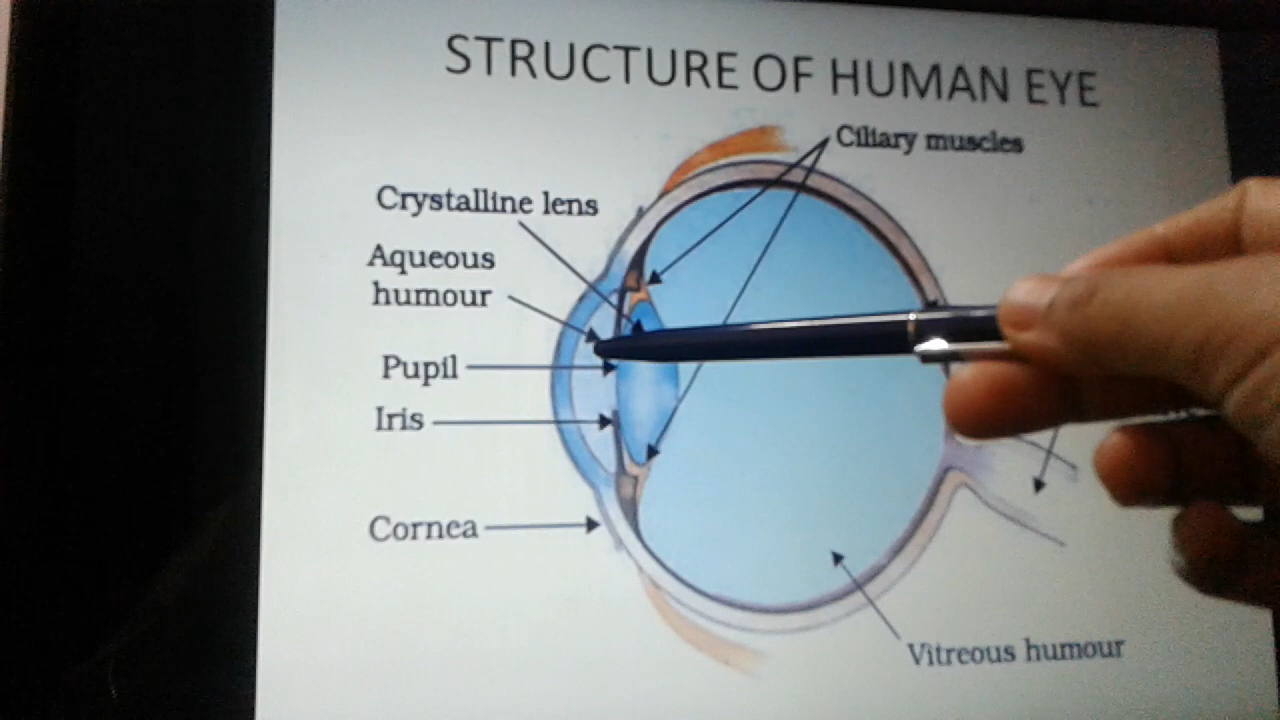 STRUCTURE OF HUMAN EYE
Ciliary muscles
Crystalline lens
Aqueous
humour
Pupil
Iris
Cornea
Vitreous humour